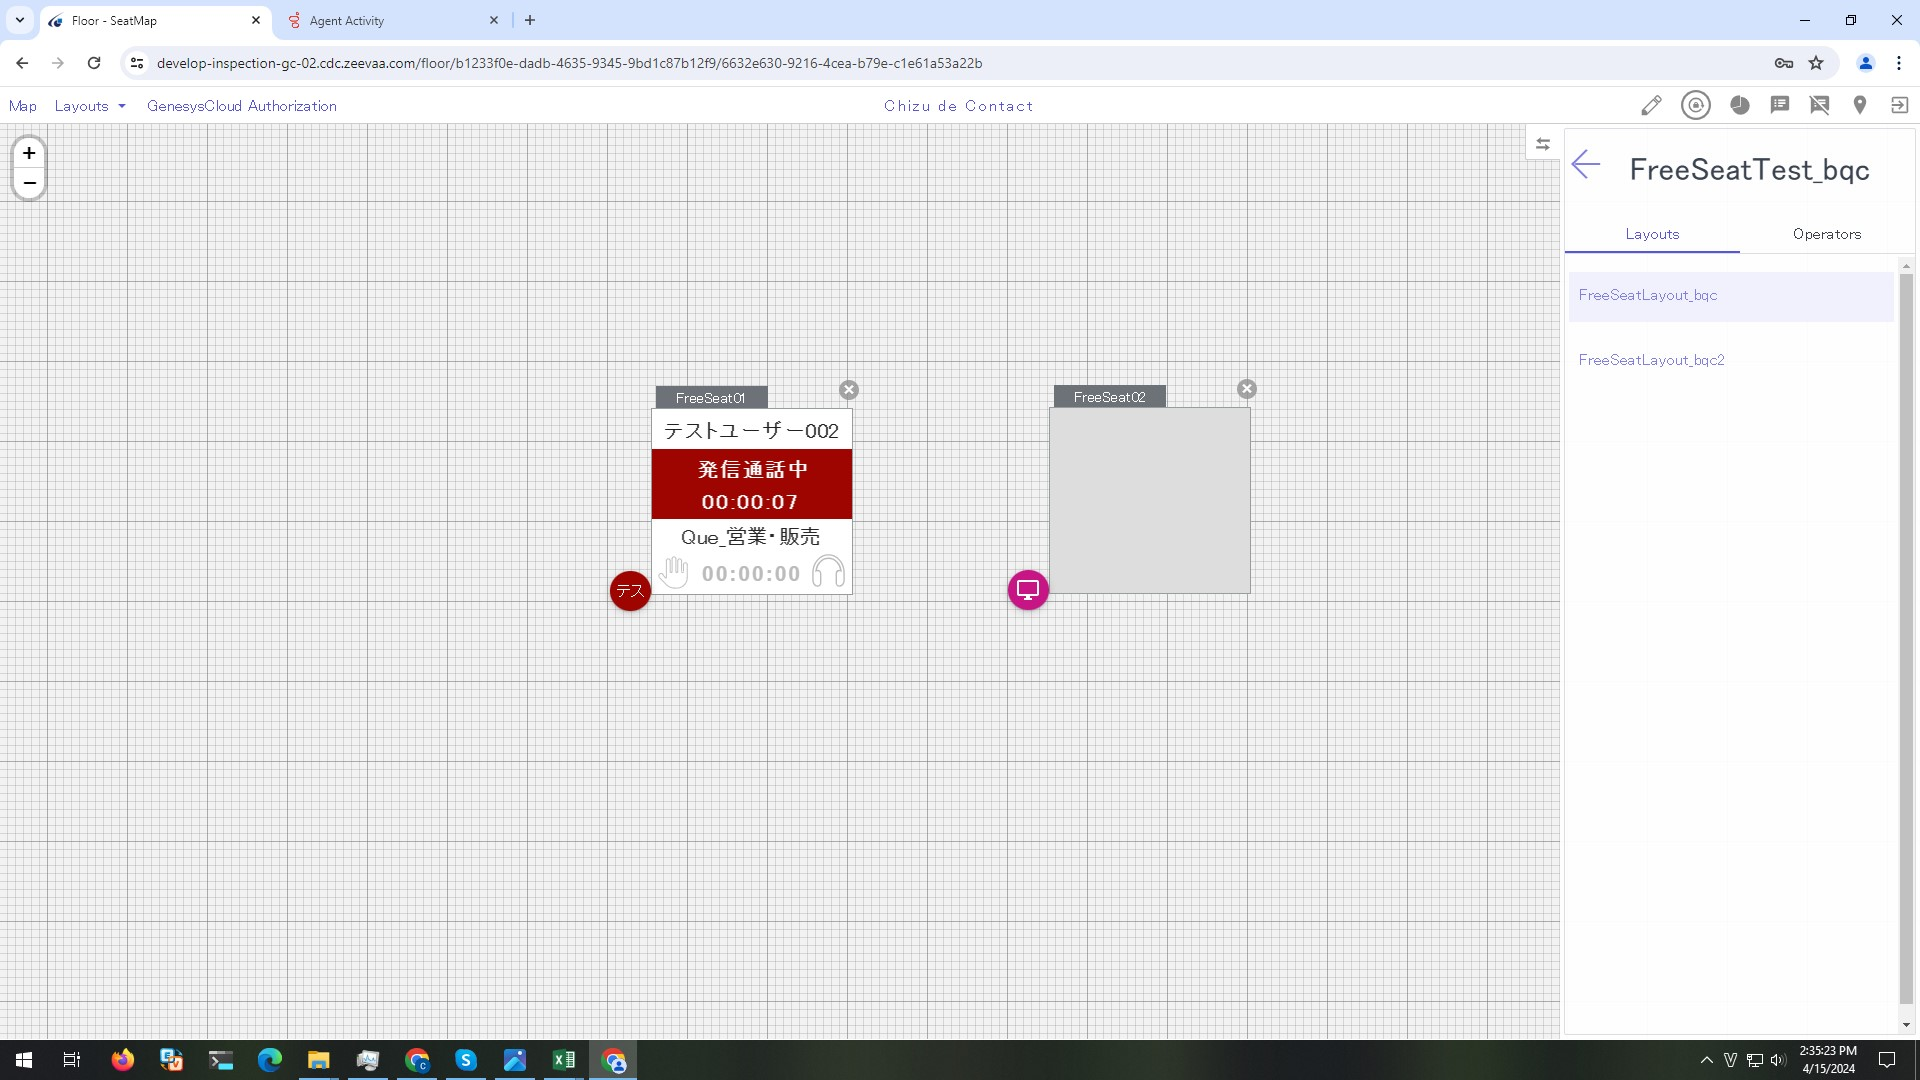 Floor - SeatMap
Agent Activity
develop-inspection-gc-02.cdc.zeevaa.com/floor/b1233f0e-dadb-4635-9345-9bd1c87b12f9/6632e630-9216-4cea-b79e-c1e61a53a22b
Map Layouts GenesysCloud Authorization Chizu de Contact
+
−
FreeSeatTest_bqc
Layouts Operators
FreeSeatLayout_bqc
FreeSeatLayout_bqc2
FreeSeat01
テストユーザー002
発信通話中
00:00:07
Que_営業・販売
00:00:00
テス
FreeSeat02
2:35:23 PM
4/15/2024